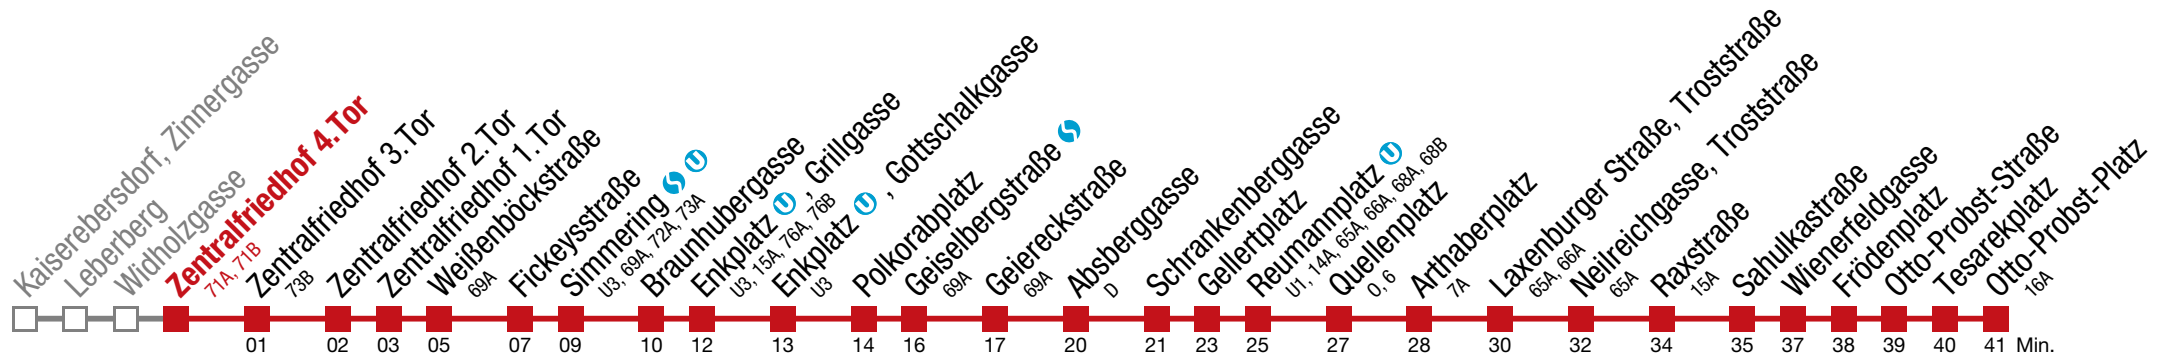 Kaiserebersdorf, Zinnergasse
Leberberg
Widholzgasse
Zentralfriedhof 4.Tor
71A, 71B
Zentralfriedhof 3.Tor
73B
Zentralfriedhof 2.Tor
Zentralfriedhof 1.Tor
Weißenböckstraße
69A
Fickeysstraße
Simmering S U
U3, 69A, 72A, 73A
Braunhubergasse
Enkplatz U , Grillgasse
U3, 15A, 76A, 76B
Enkplatz U , Gottschalkgasse
U3
Polkorabplatz
Geiselbergstraße S
69A
Geiereckstraße
69A
Absberggasse
D
Schrankenberggasse
Gellertplatz
Reumannplatz U
U1, 14A, 65A, 66A, 68A, 68B
Quellenplatz
O, 6
Arthaberplatz
7A
Laxenburger Straße, Troststraße
65A, 66A
Neilreichgasse, Troststraße
65A
Raxstraße
15A
Sahulkastraße
Wienerfeldgasse
Frödenplatz
Otto-Probst-Straße
Tesarekplatz
Otto-Probst-Platz
16A
01 02 03 05 07 09 10 12 13 14 16 17 20 21 23 25 27 28 30 32 34 35 37 38 39 40 41 Min.